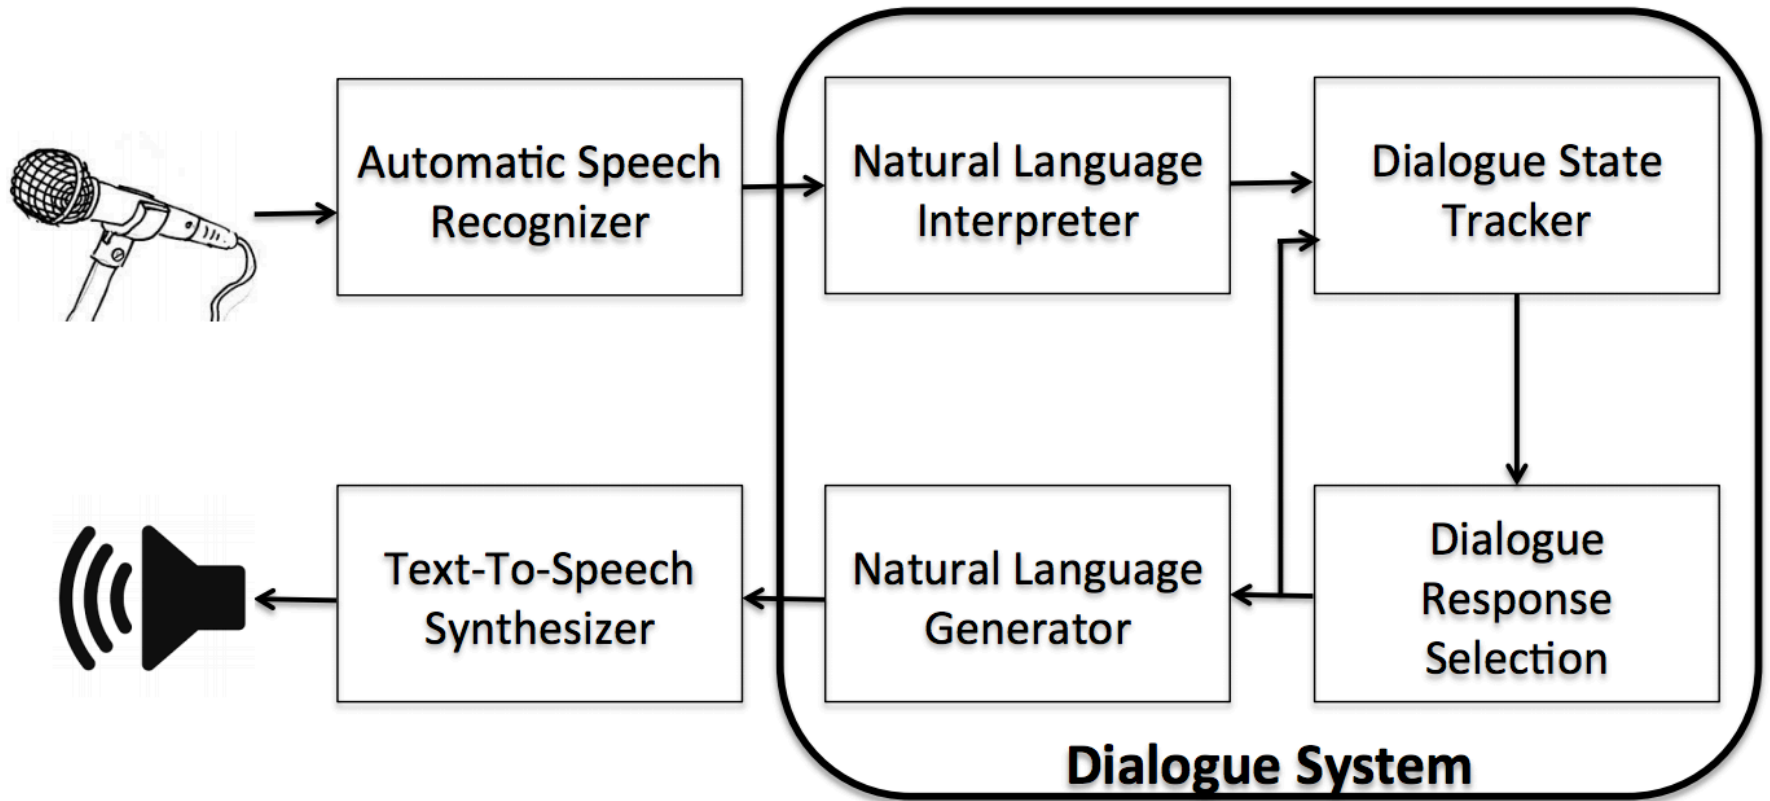 Automatic Speech
Recognizer
Natural Language
Interpreter
Dialogue State
Tracker
Text-To-Speech
Synthesizer
Natural Language
Generator
Dialogue
Response
Selection
Dialogue System